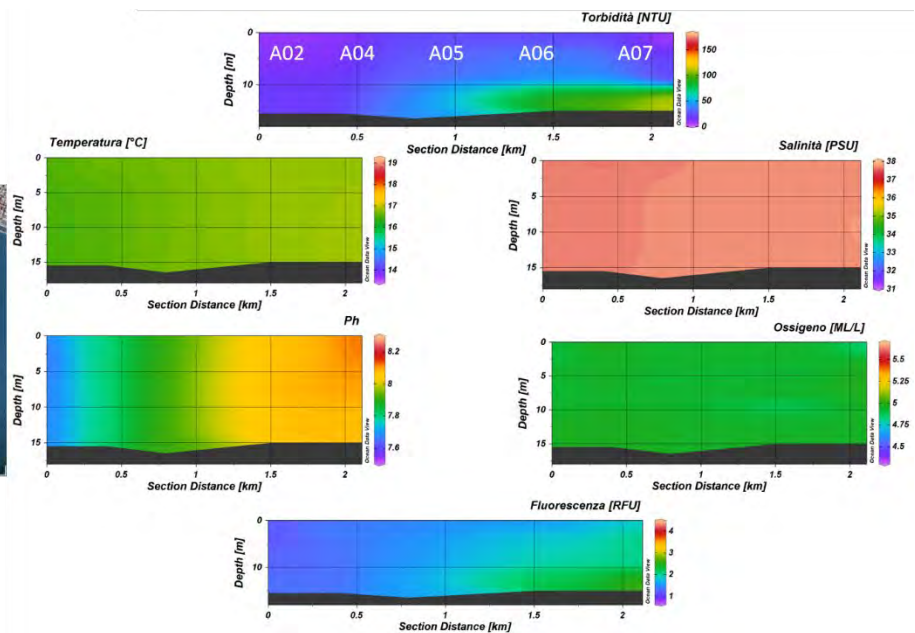 Torbidità [NTU]
A02 A04 A05 A06 A07
Depth [m]
0
10
0 0.5 1 1.5 2
Section Distance [km]
150
100
50
0
Ocean Data View
Temperatura [°C]
Depth [m]
0
5
10
15
0 0.5 1 1.5 2
Section Distance [km]
19
18
17
16
15
14
Ocean Data View
Salinità [PSU]
Depth [m]
0
5
10
15
0 0.5 1 1.5 2
Section Distance [km]
38
37
36
35
34
33
32
31
Ocean Data View
Ph
Depth [m]
0
5
10
15
0 0.5 1 1.5 2
Section Distance [km]
8.2
8
7.8
7.6
Ocean Data View
Ossigeno [ML/L]
Depth [m]
0
5
10
15
0 0.5 1 1.5 2
Section Distance [km]
5.5
5.25
5
4.75
4.5
Ocean Data View
Fluorescenza [RFU]
Depth [m]
0
10
0 0.5 1 1.5 2
Section Distance [km]
4
3
2
1
Ocean Data View